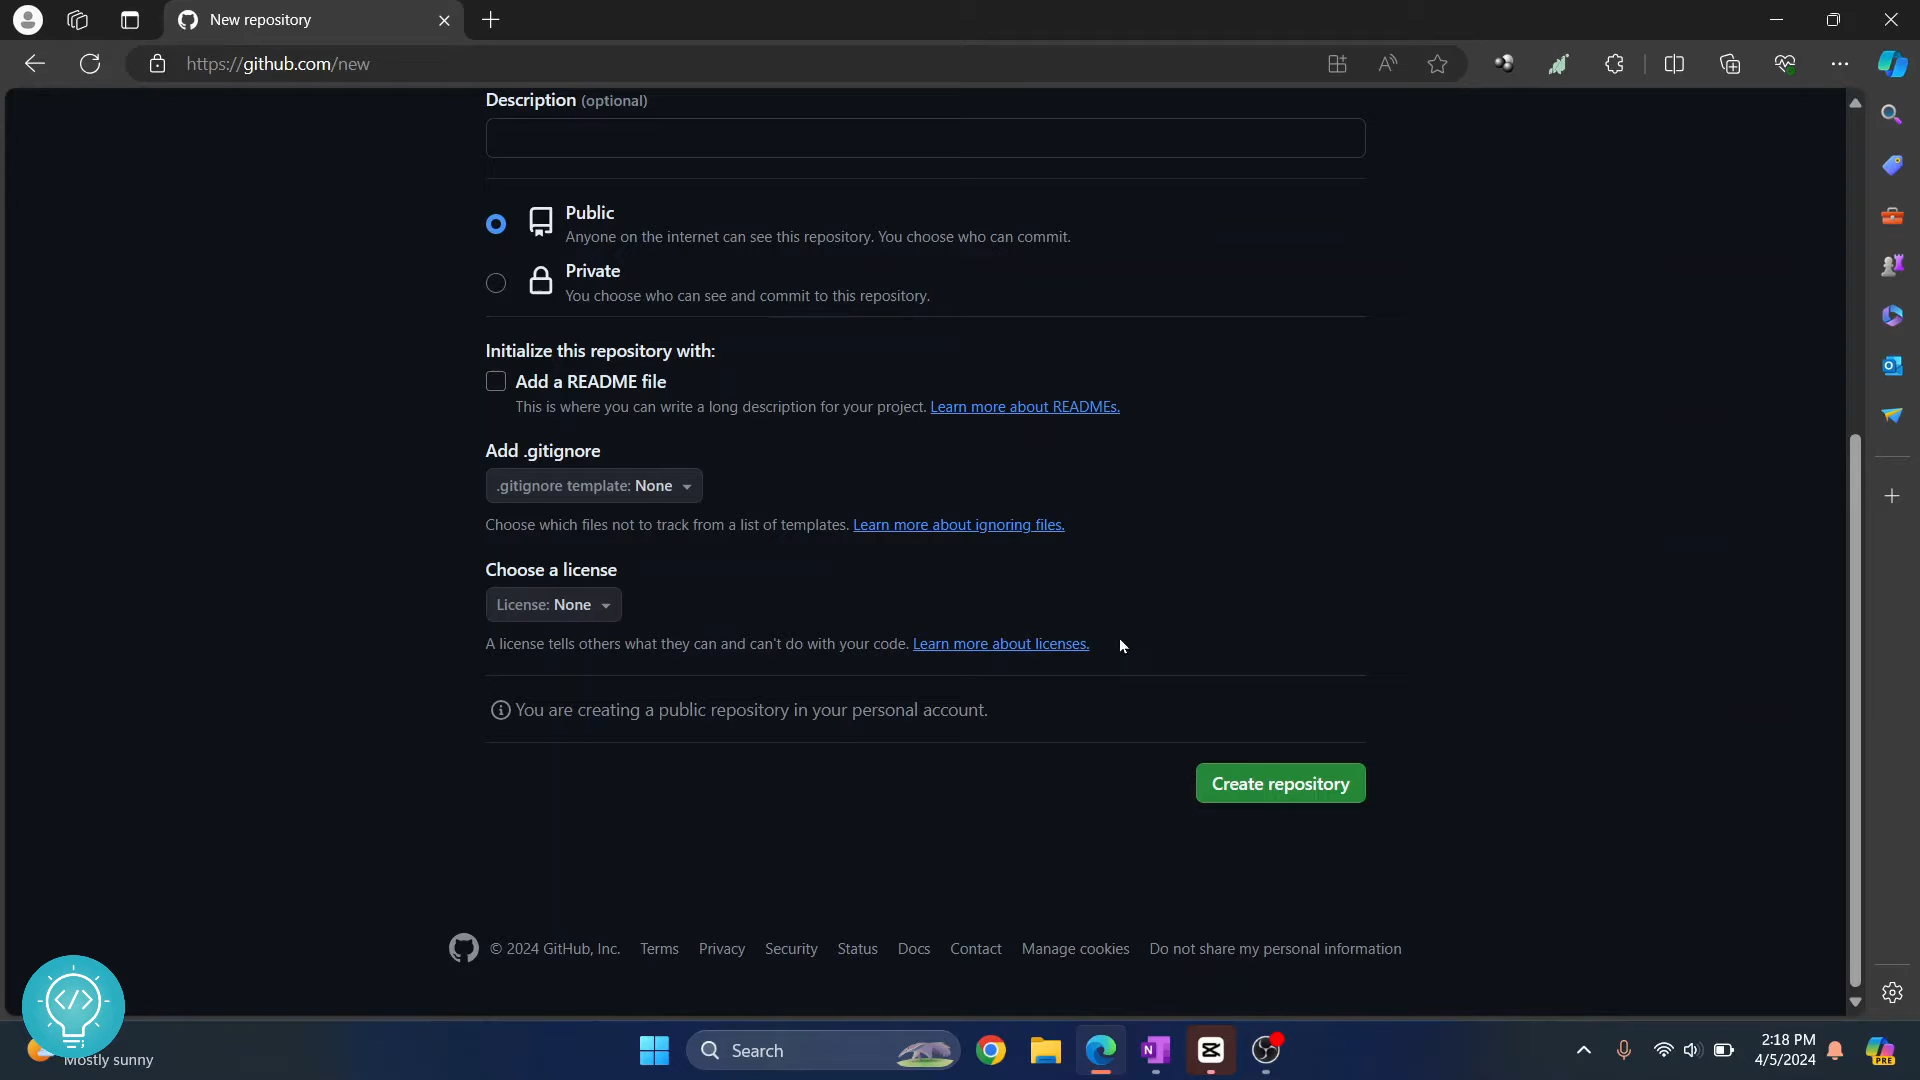 New repository
https://github.com/new
Description (optional)
Public
Anyone on the internet can see this repository. You choose who can commit.
Private
You choose who can see and commit to this repository.
Initialize this repository with:
Add a README file
This is where you can write a long description for your project. Learn more about READMEs.
Add .gitignore
.gitignore template: None
Choose which files not to track from a list of templates. Learn more about ignoring files.
Choose a license
License: None
A license tells others what they can and can't do with your code. Learn more about licenses.
You are creating a public repository in your personal account.
Create repository
© 2024 GitHub, Inc. Terms Privacy Security Status Docs Contact Manage cookies Do not share my personal information
Mostly sunny
Search
2:18 PM
4/5/2024
PRE